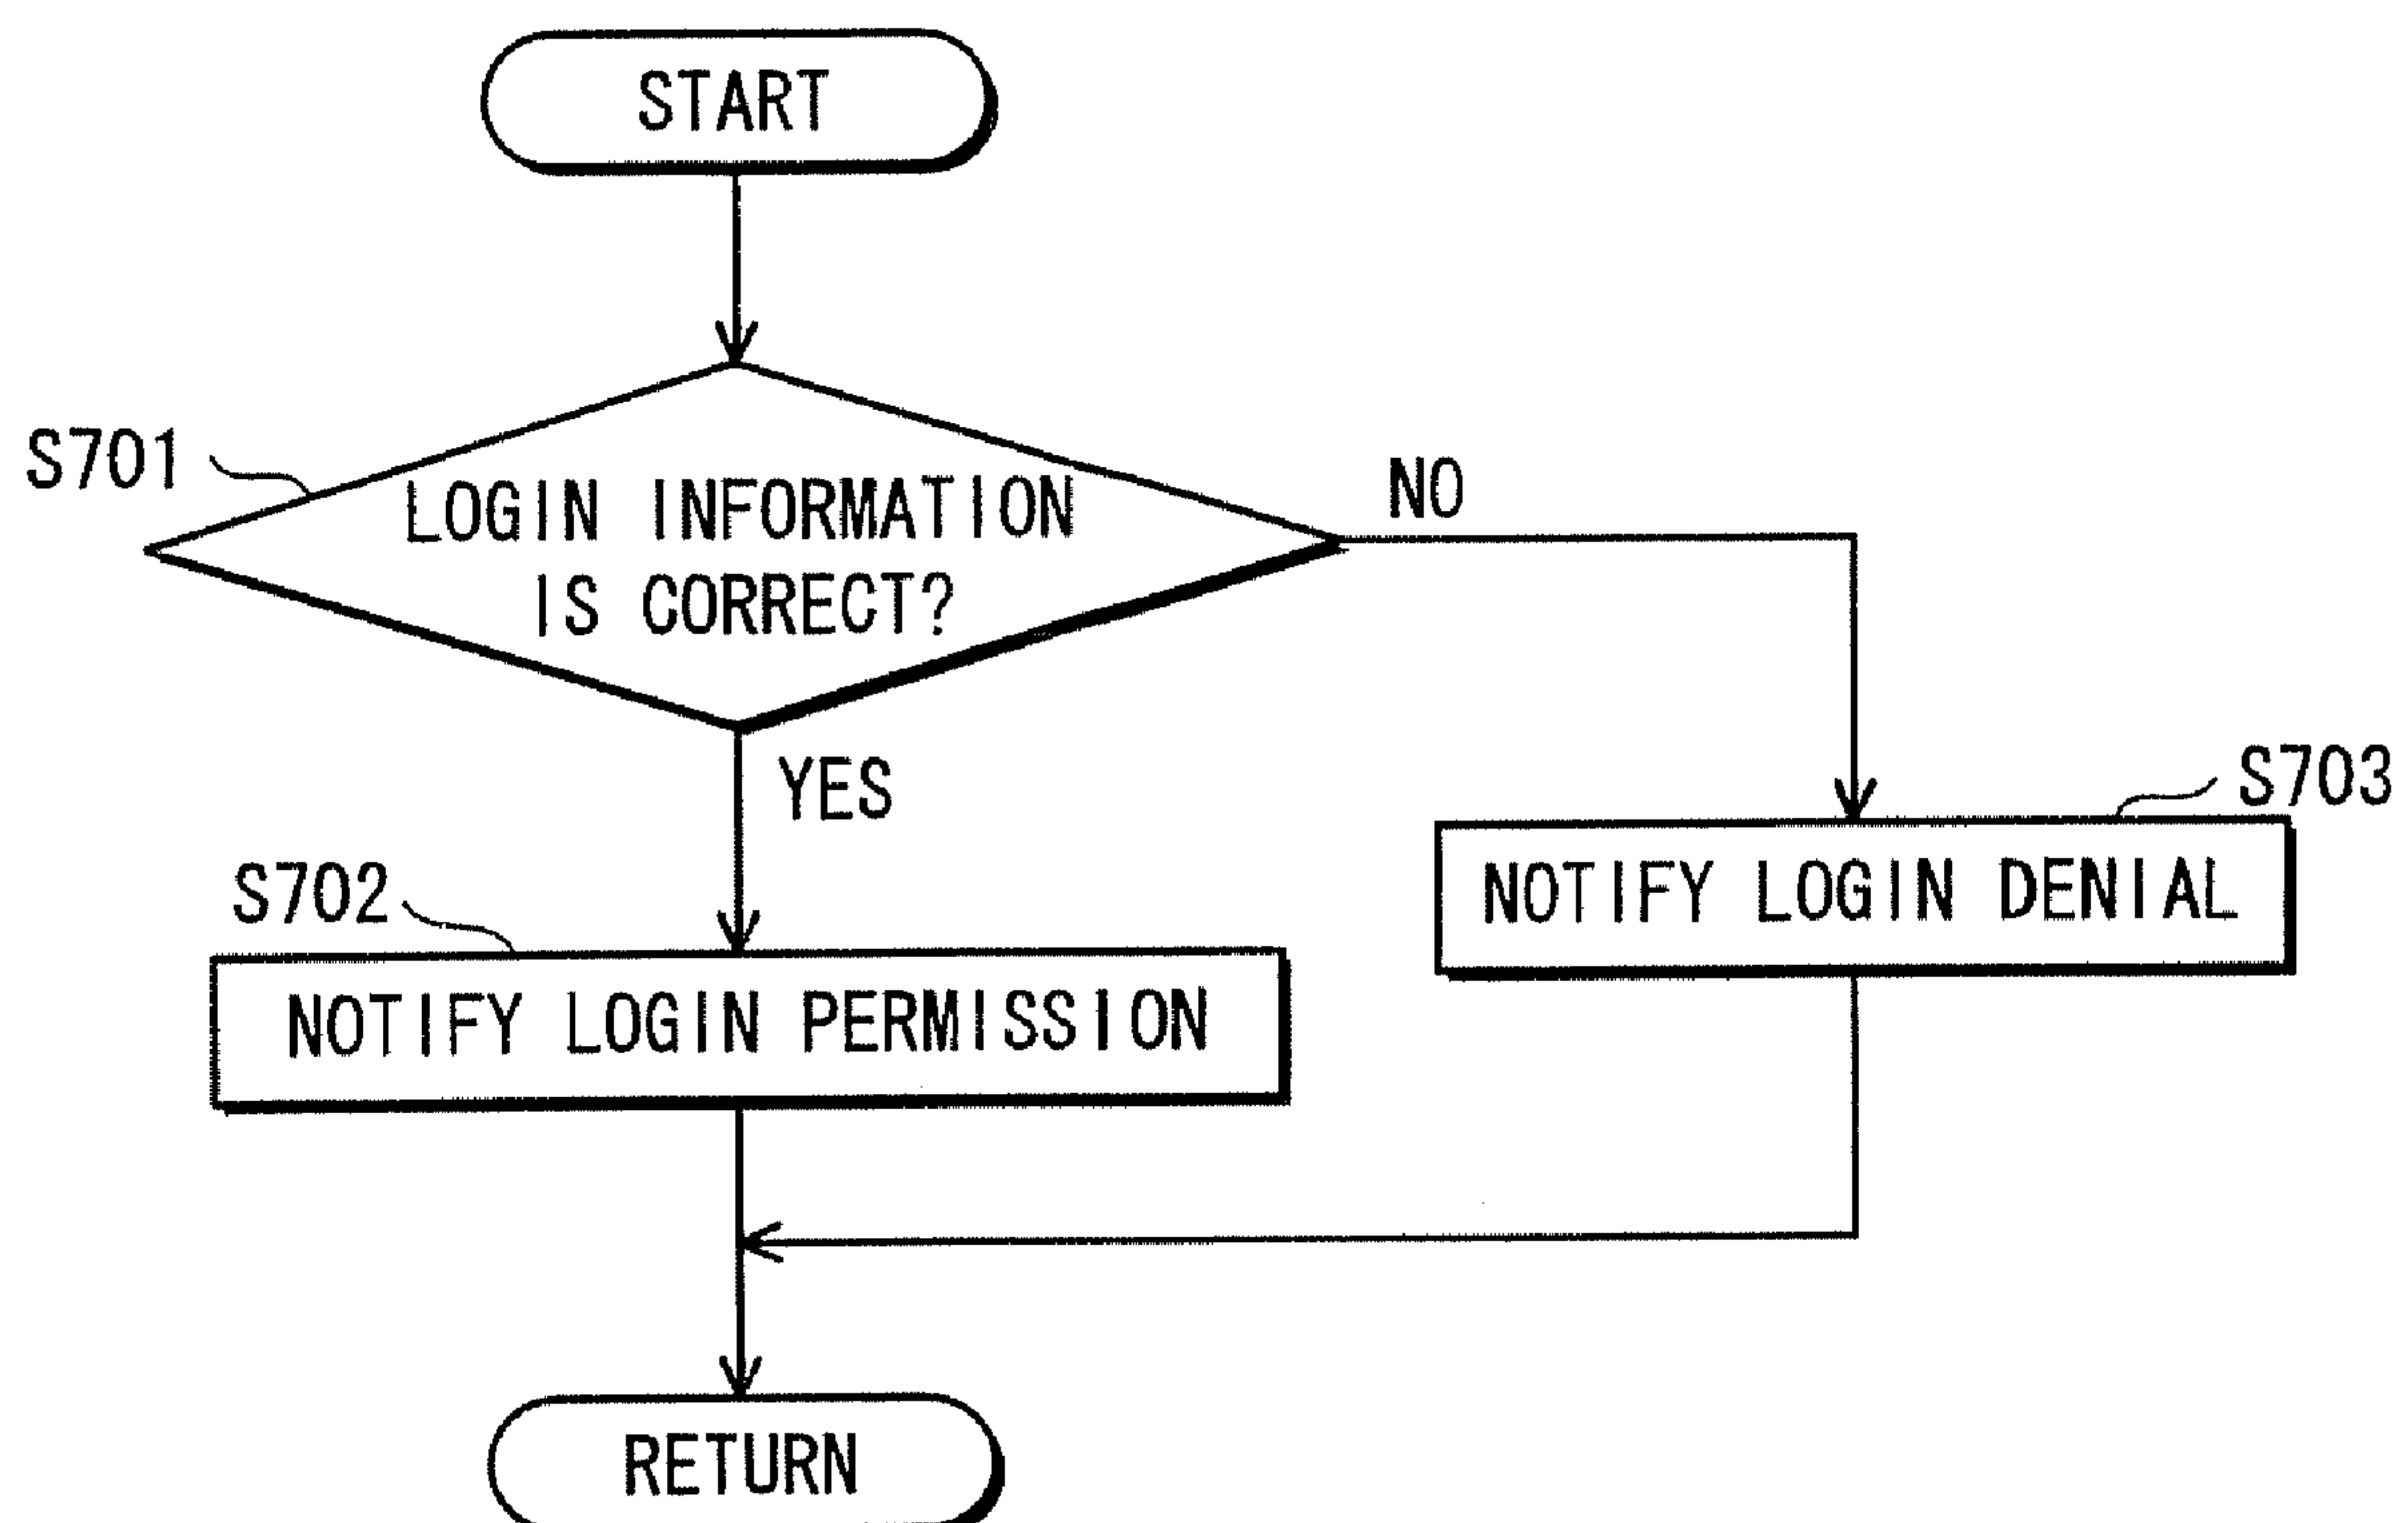 START
S701
LOGIN INFORMATION
IS CORRECT?
NO
YES
S703
NOTIFY LOGIN DENIAL
S702
NOTIFY LOGIN PERMISSION
RETURN